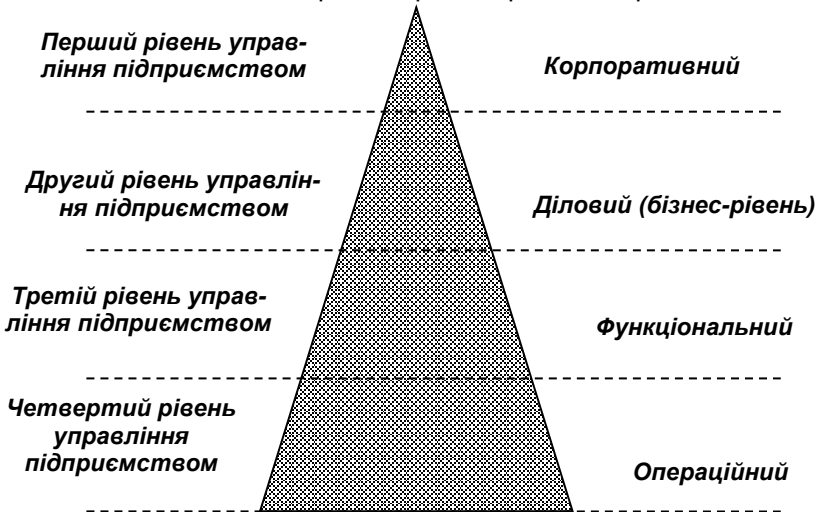 Перший рівень управ-
ління підприємством
Корпоративний
Другий рівень управлін-
ня підприємством
Діловий (бізнес-рівень)
Третій рівень управ-
ління підприємством
Функціональний
Четвертий рівень
управління
підприємством
Операційний